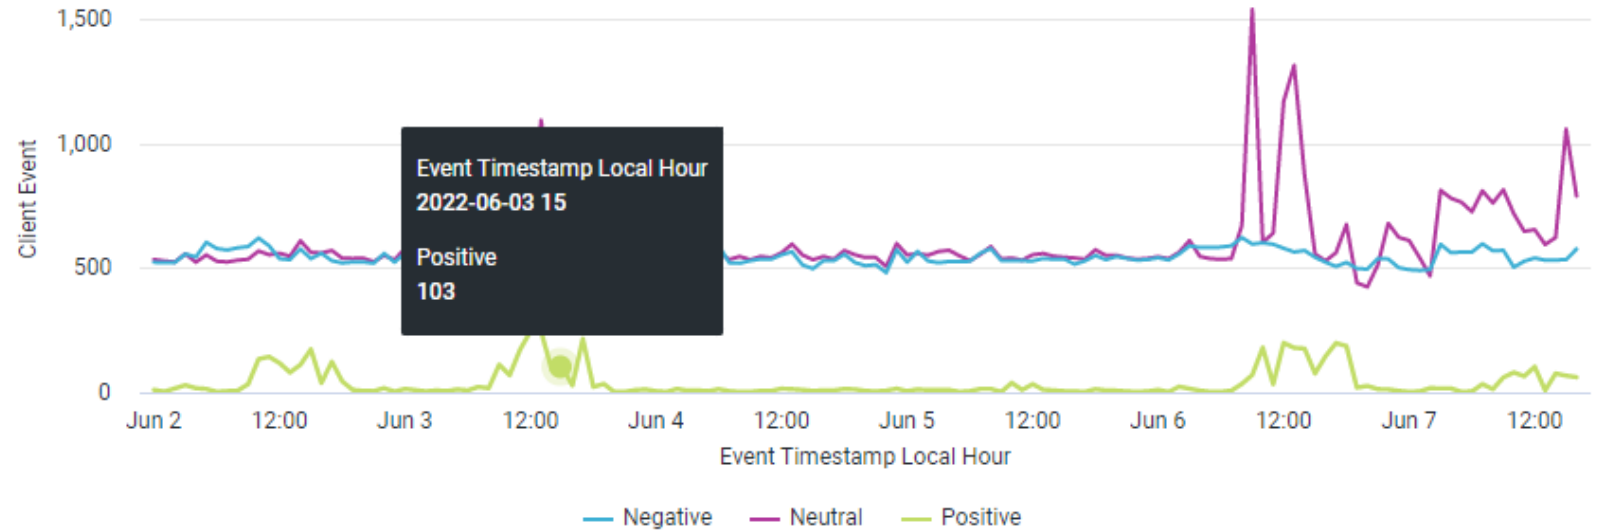 1,500
1,000
500
0
Client Event
Event Timestamp Local Hour
2022-06-03 15
Positive
103
Jun 2 12:00 Jun 3 12:00 Jun 4 12:00 Jun 5 12:00 Jun 6 12:00 Jun 7 12:00
Event Timestamp Local Hour
Negative Neutral Positive